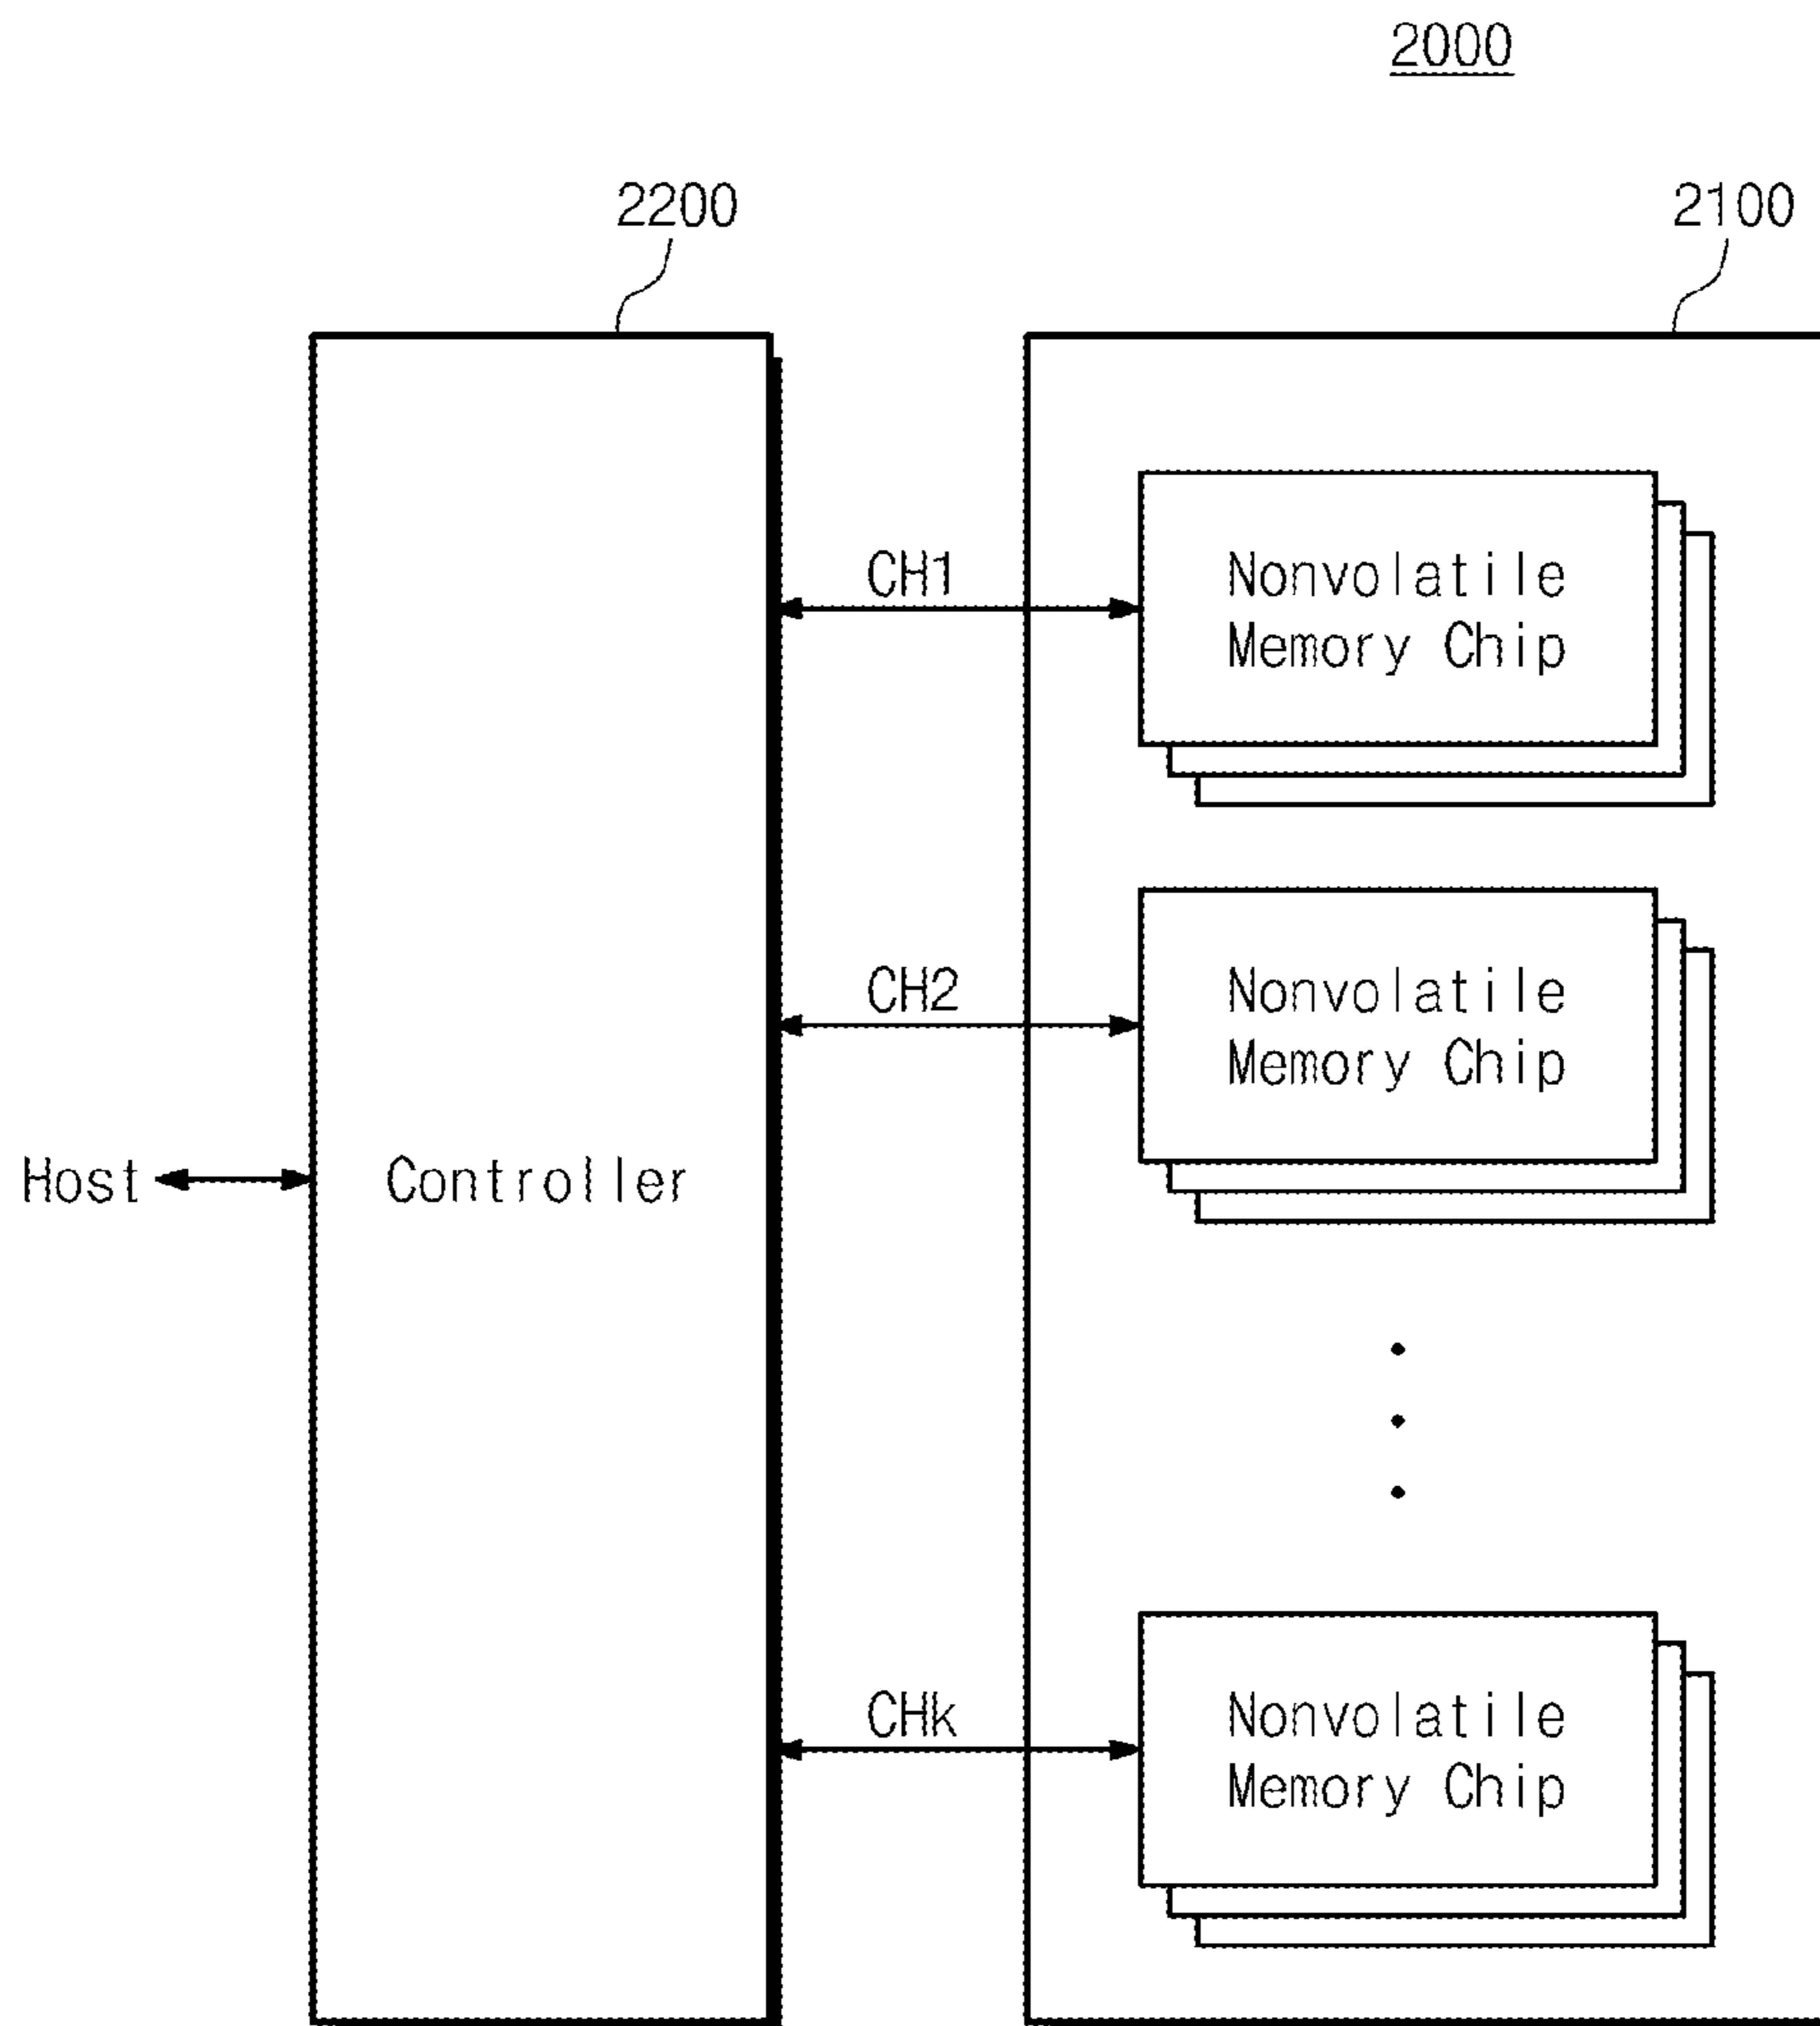 2000
2200
2100
CH1
Nonvolatile
Memory Chip
CH2
Nonvolatile
Memory Chip
Host
Controller
CHk
Nonvolatile
Memory Chip